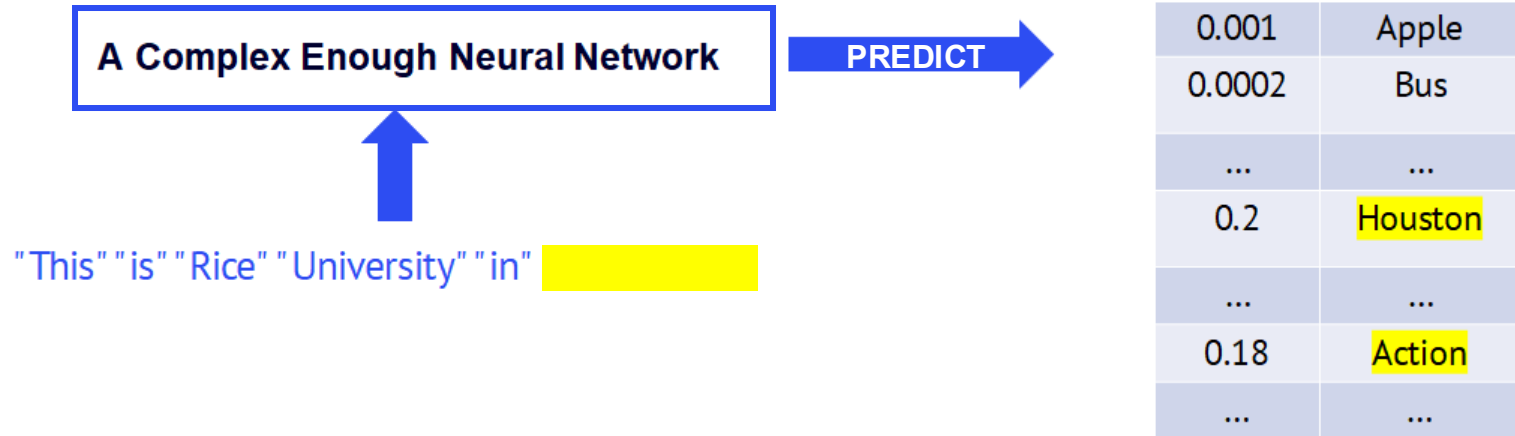 A Complex Enough Neural Network
PREDICT
"This" "is" "Rice" "University" "in"
0.001 Apple
0.0002 Bus
... ...
0.2 Houston
... ...
0.18 Action
... ...